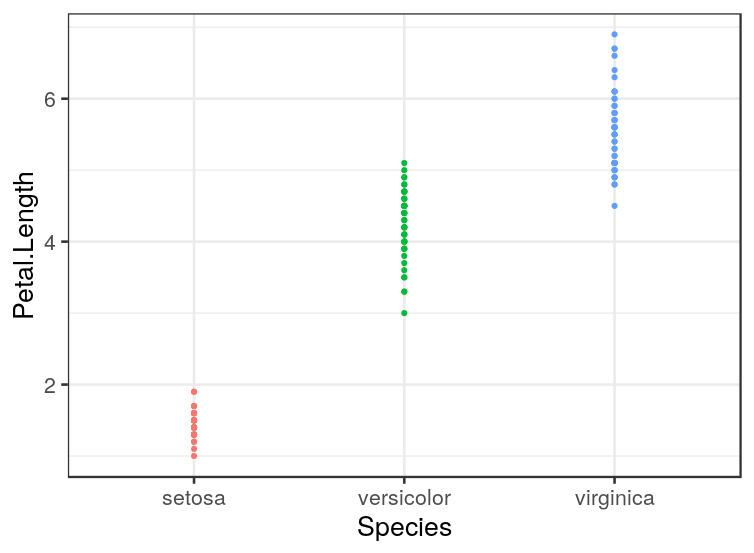 Petal.Length
6
4
2
setosa versicolor virginica
Species